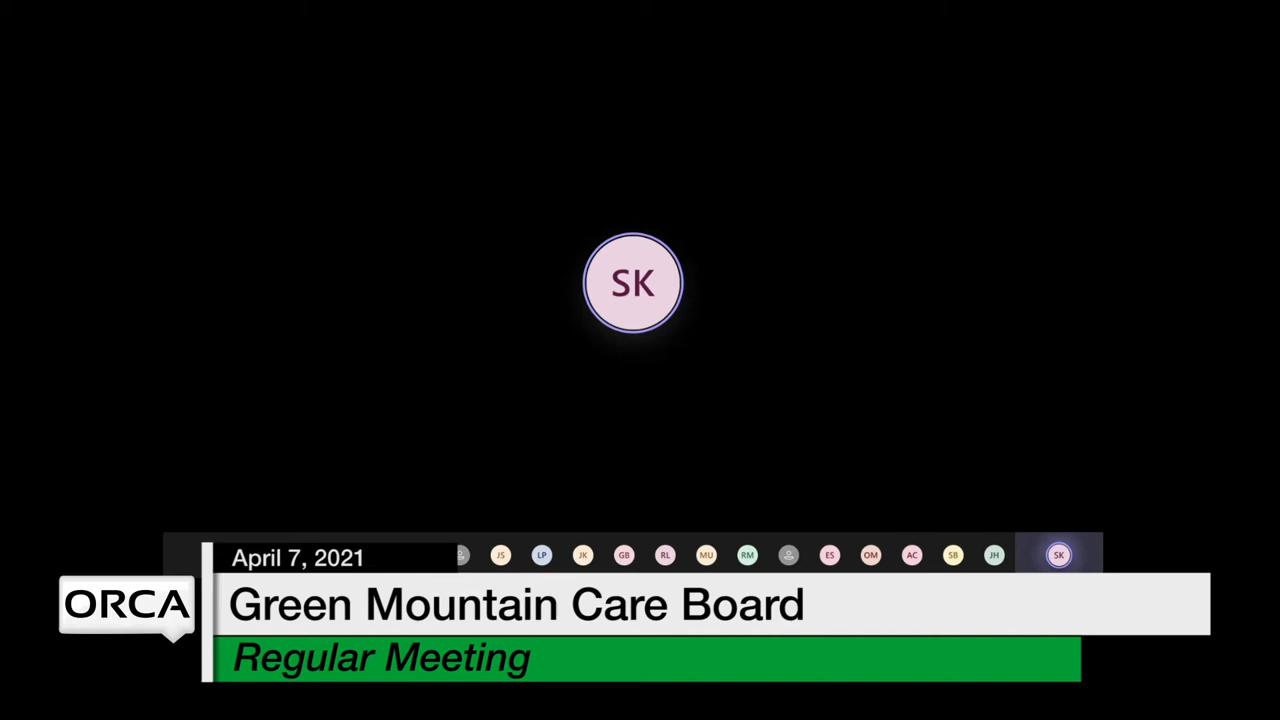 SK
April 7, 2021
JS LP JK GB RL MU RM ES OM AC SB JH SK
ORCA
Green Mountain Care Board
Regular Meeting